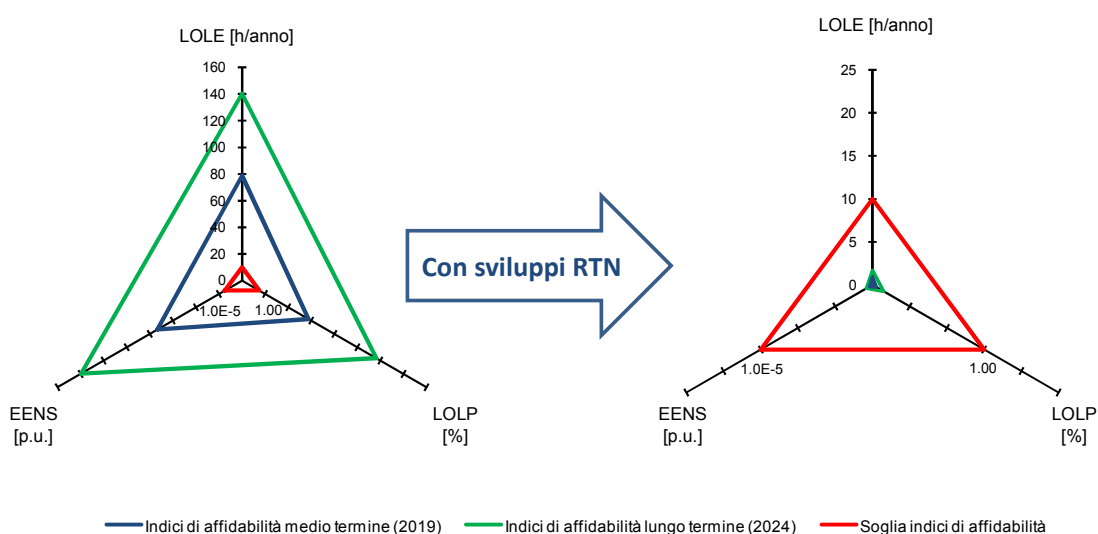 LOLE [h/anno]
160
140
120
100
80
60
40
20
0
1.0E-5
1.00
EENS
[p.u.]
LOLP
[%]
Con sviluppi RTN
LOLE [h/anno]
25
20
15
10
5
0
1.0E-5
1.00
EENS
[p.u.]
LOLP
[%]
Indici di affidabilità medio termine (2019)
Indici di affidabilità lungo termine (2024)
Soglia indici di affidabilità